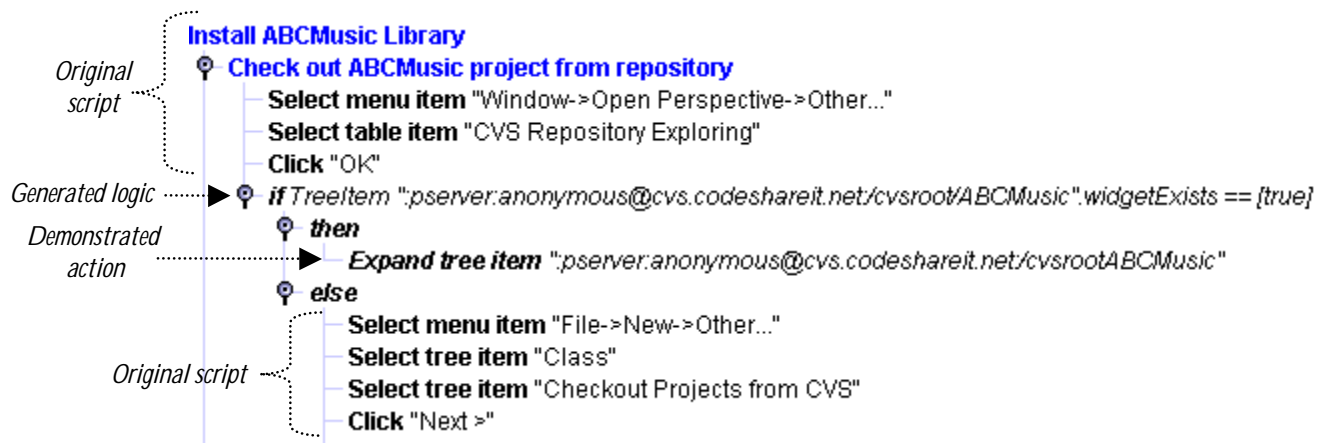 Install ABCMusic Library
Original script
Check out ABCMusic project from repository
Select menu item "Window->Open Perspective->Other..."
Select table item "CVS Repository Exploring"
Click "OK"
Generated logic
if TreeItem ":pserver:anonymous@cvs.codeshareit.net:/cvsroot/ABCMusic".widgetExists == [true]
then
Demonstrated action
Expand tree item ":pserver:anonymous@cvs.codeshareit.net:/cvsrootABCMusic"
else
Original script
Select menu item "File->New->Other..."
Select tree item "Class"
Select tree item "Checkout Projects from CVS"
Click "Next >"